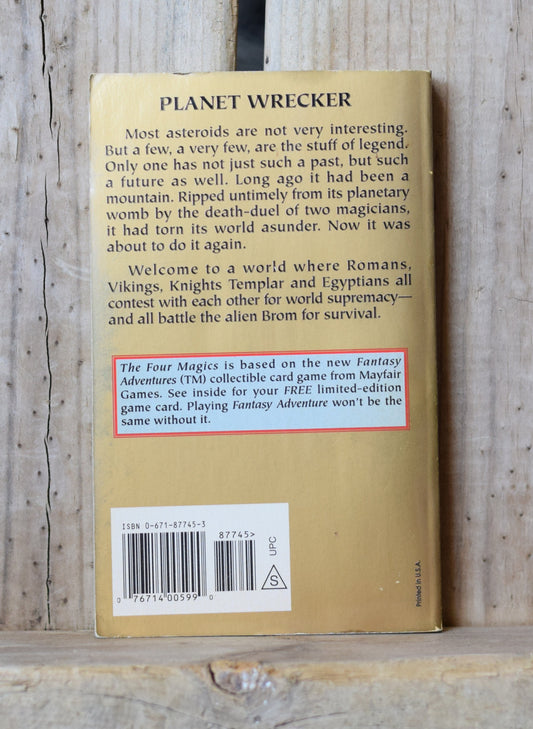 PLANET WRECKER
Most asteroids are not very interesting.
But a few, a very few, are the stuff of legend.
Only one has not just such a past, but such
a future as well. Long ago it had been a
mountain. Ripped untimely from its planetary
womb by the death-duel of two magicians,
it had torn its world asunder. Now it was
about to do it again.
Welcome to a world where Romans,
Vikings, Knights Templar and Egyptians all
contest with each other for world supremacy—
and all battle the alien Brom for survival.
The Four Magics is based on the new Fantasy
Adventures (TM) collectible card game from Mayfair
Games. See inside for your FREE limited-edition
game card. Playing Fantasy Adventure won't be the
same without it.
ISBN 0-671-87745-3
87745>
UPC
S
0 76714 00599 0
Printed in U.S.A.